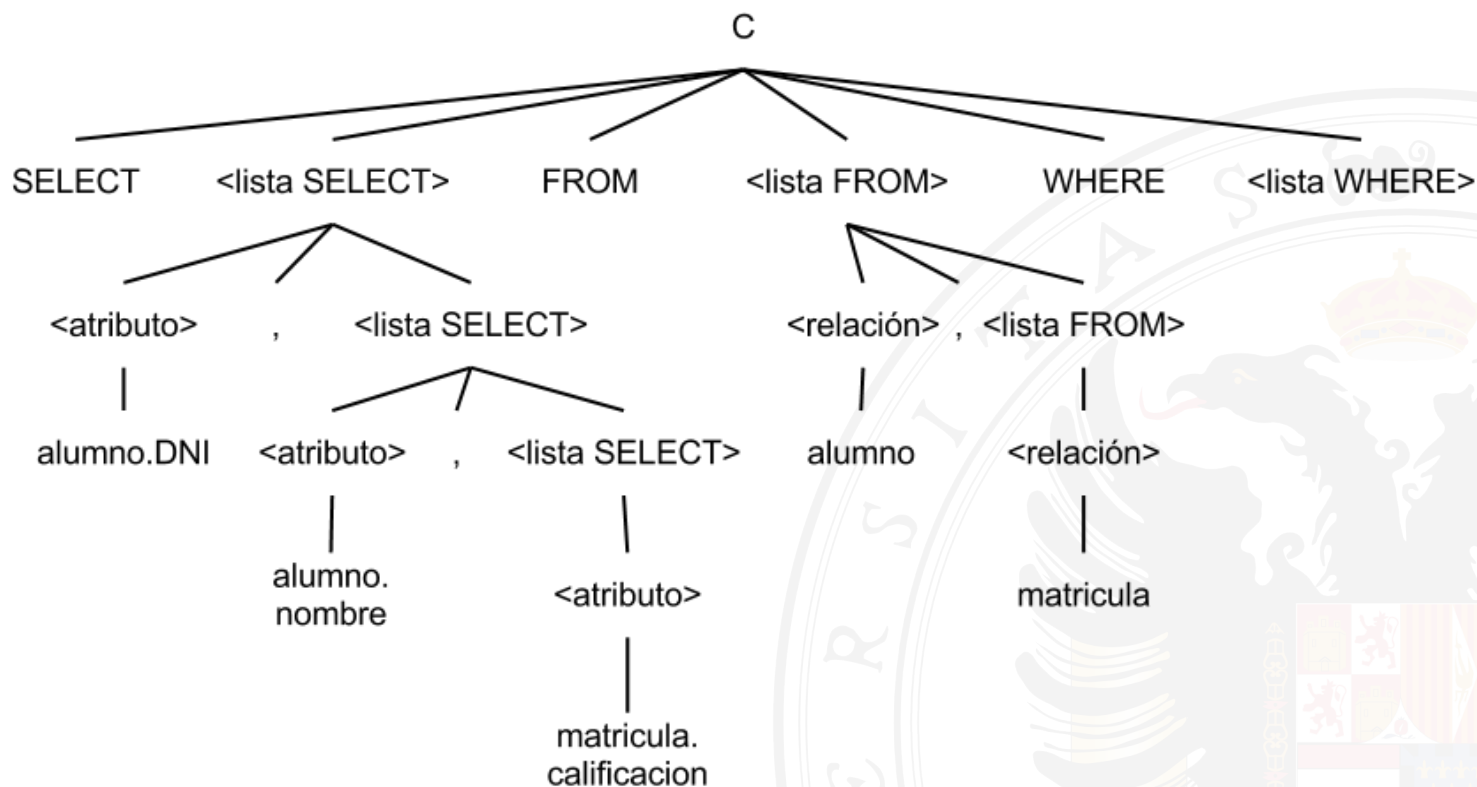 C
SELECT <lista SELECT> FROM <lista FROM> WHERE <lista WHERE>
<atributo> , <lista SELECT> <relación> , <lista FROM>
alumno.DNI <atributo> , <lista SELECT> alumno <relación>
alumno.
nombre
<atributo> matricula
matricula.
calificacion
E R S I T A S